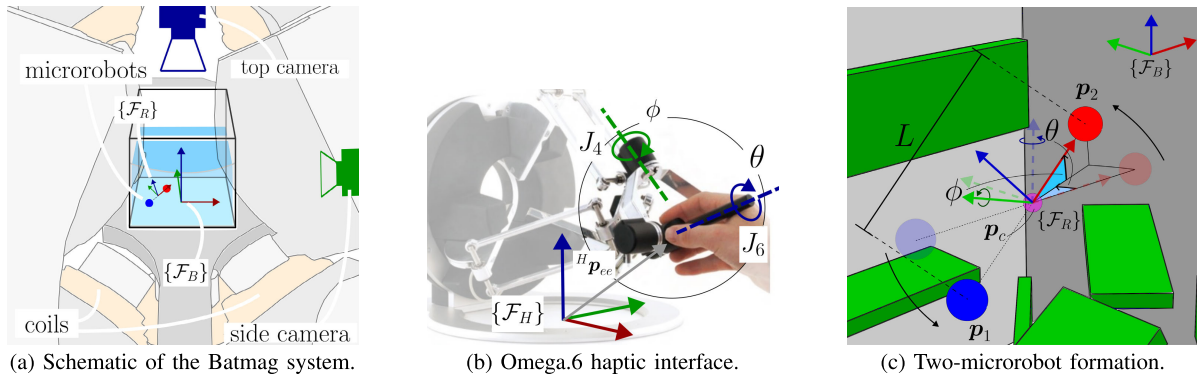 microrobots
top camera
{F_R}
{F_B}
coils
side camera
(a) Schematic of the Batmag system.
ϕ
J_4
θ
J_6
^H p_ee
{F_H}
(b) Omega.6 haptic interface.
{F_B}
p_2
L
θ
ϕ
{F_R}
p_c
p_1
(c) Two-microrobot formation.